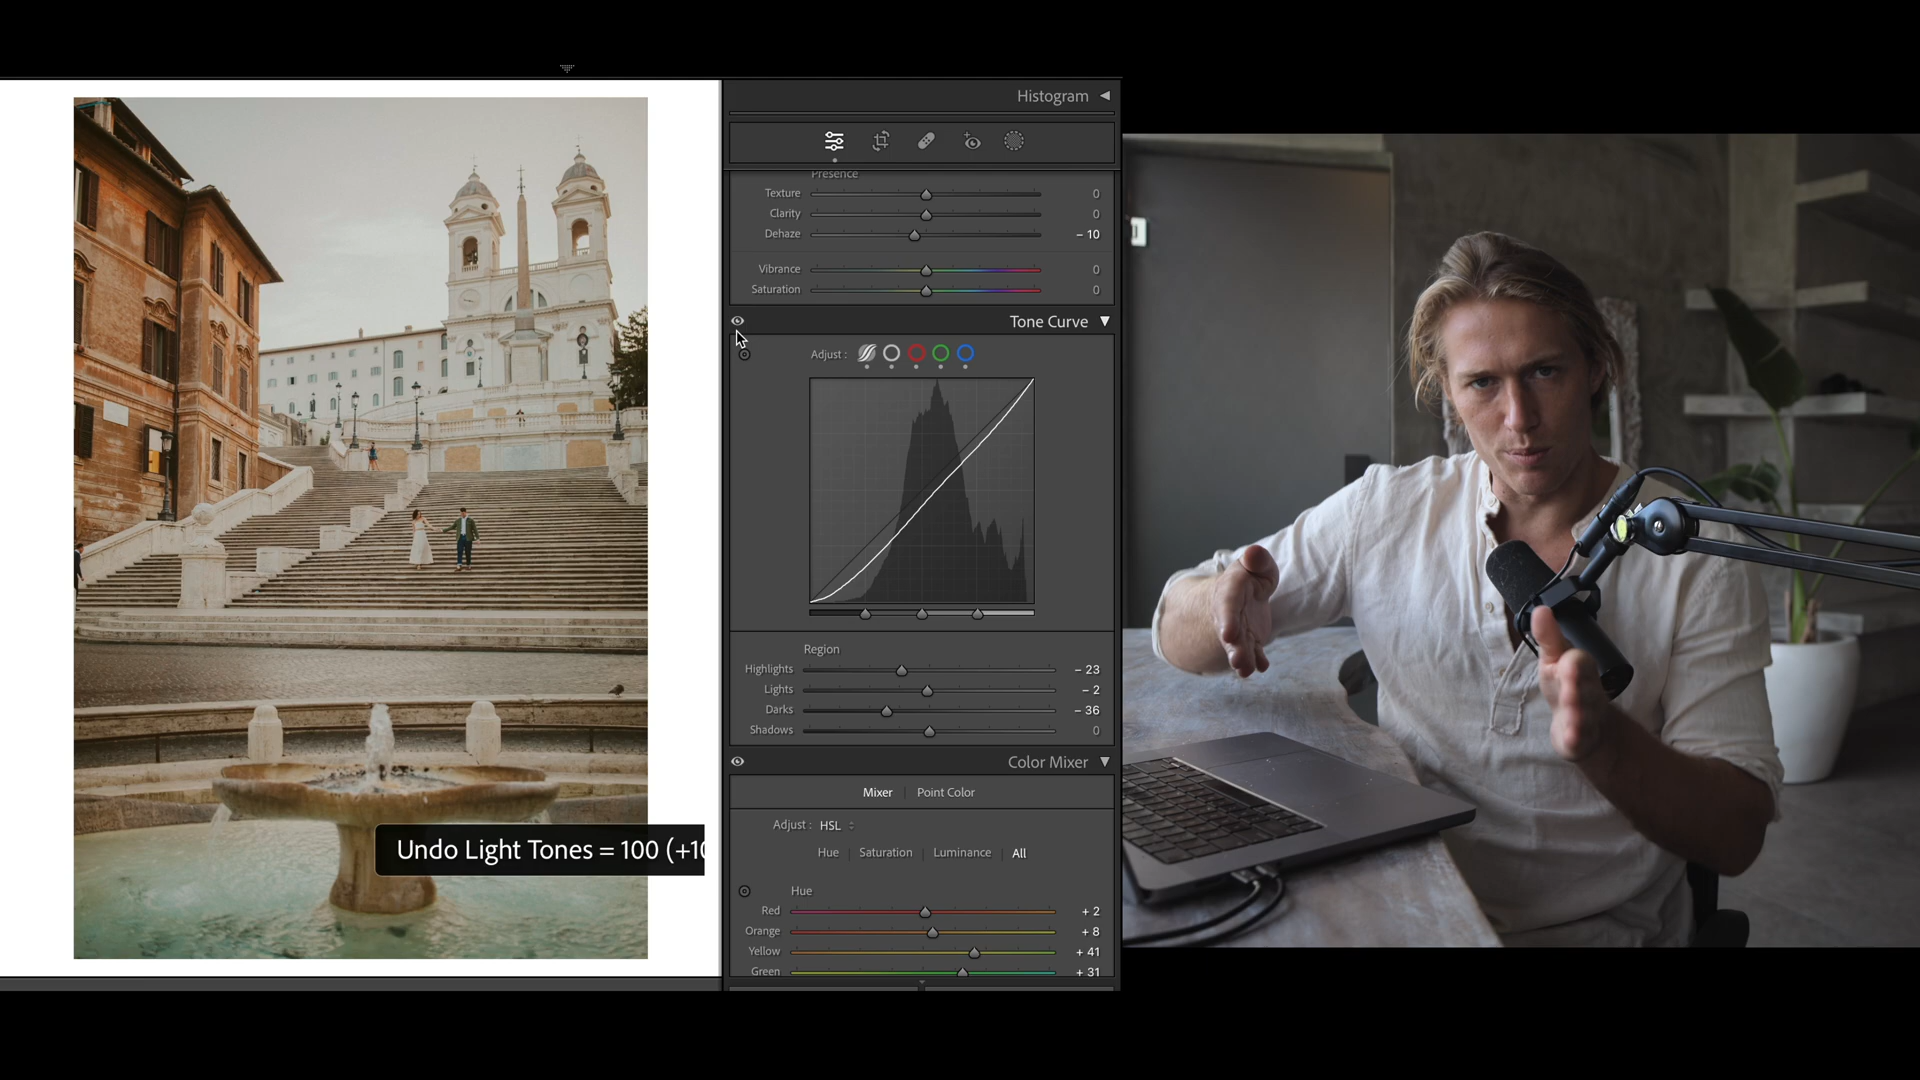 Histogram
Presence
Texture 0
Clarity 0
Dehaze – 10
Vibrance 0
Saturation 0
Tone Curve
Adjust :
Region
Highlights – 23
Lights – 2
Darks – 36
Shadows 0
Color Mixer
Mixer | Point Color
Adjust : HSL
Hue | Saturation | Luminance | All
Hue
Red + 2
Orange + 8
Yellow + 41
Green + 31
Undo Light Tones = 100 (+10